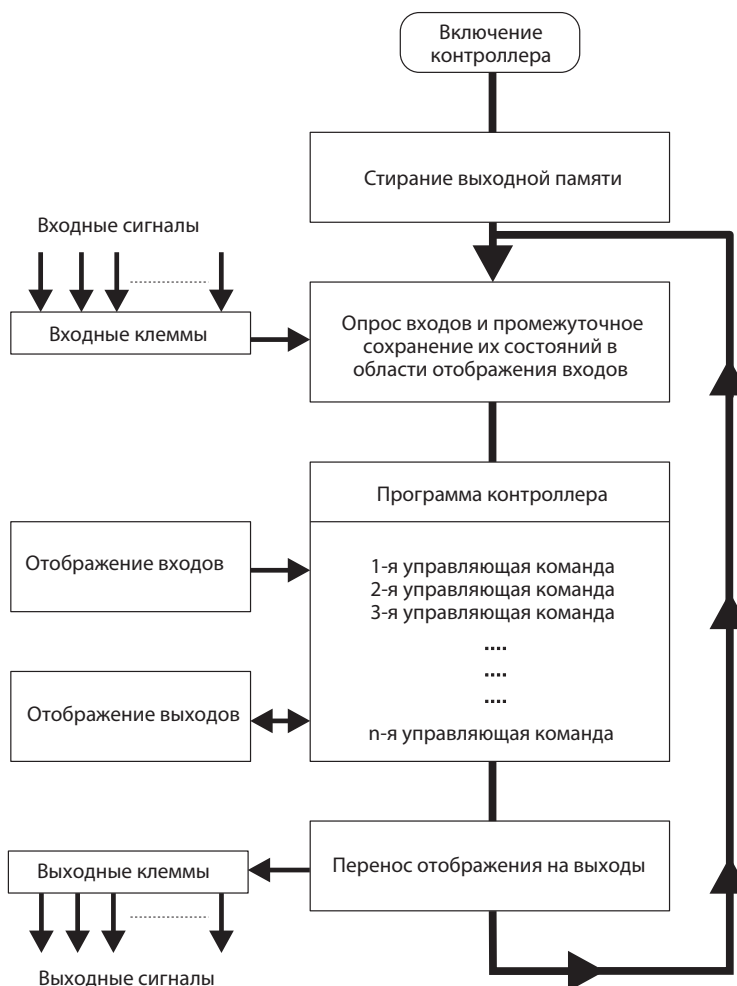 Включение
контроллера
Стирание выходной памяти
Входные сигналы
Входные клеммы
Опрос входов и промежуточное
сохранение их состояний в
области отображения входов
Программа контроллера
Отображение входов
1-я управляющая команда
2-я управляющая команда
3-я управляющая команда
....
....
....
Отображение выходов
n-я управляющая команда
Выходные клеммы
Перенос отображения на выходы
Выходные сигналы